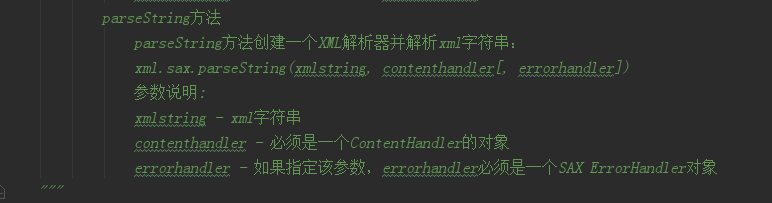 parseString方法
parseString方法创建一个XML解析器并解析xml字符串:
xml.sax.parseString(xmlstring, contenthandler[, errorhandler])
参数说明:
xmlstring - xml字符串
contenthandler - 必须是一个ContentHandler的对象
errorhandler - 如果指定该参数，errorhandler必须是一个SAX ErrorHandler对象
"""